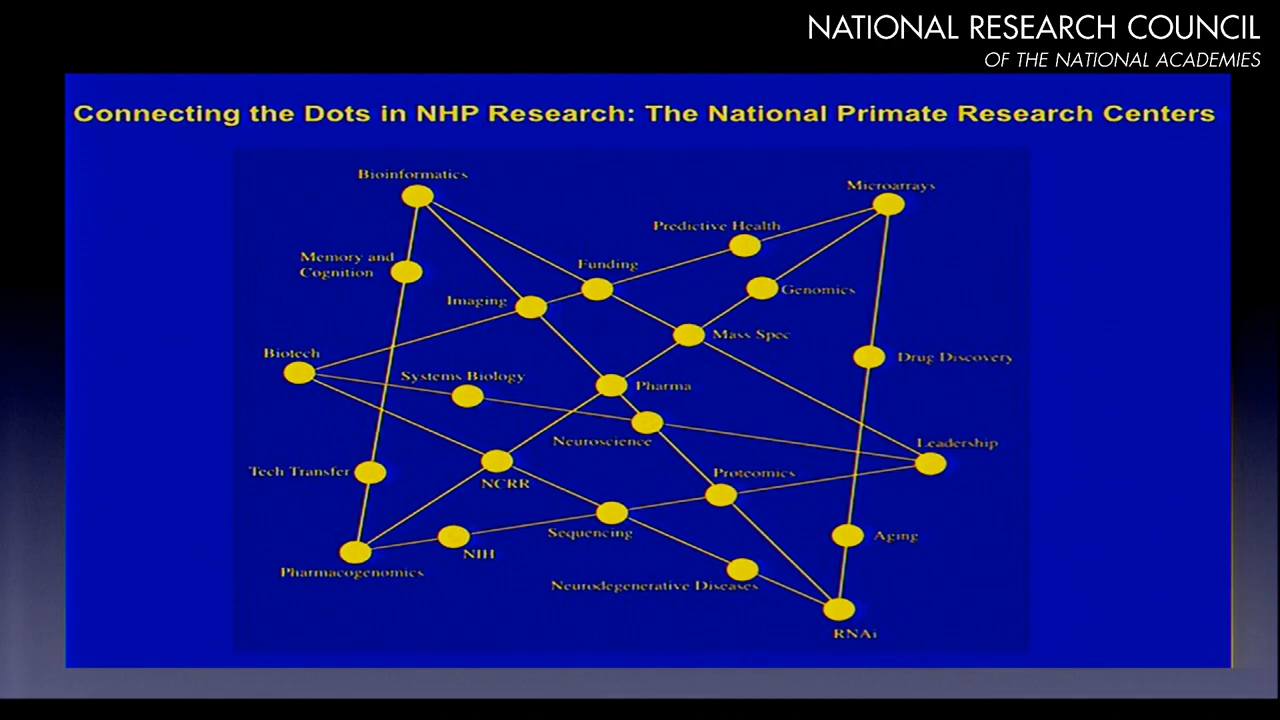 NATIONAL RESEARCH COUNCIL
OF THE NATIONAL ACADEMIES
Connecting the Dots in NHP Research: The National Primate Research Centers
Bioinformatics
Microarrays
Predictive Health
Memory and
Cognition
Funding
Genomics
Imaging
Mass Spec
Biotech
Drug Discovery
Systems Biology
Pharma
Neuroscience
Leadership
Tech Transfer
Proteomics
NCRR
Sequencing
Aging
NIH
Pharmacogenomics
Neurodegenerative Diseases
RNAi